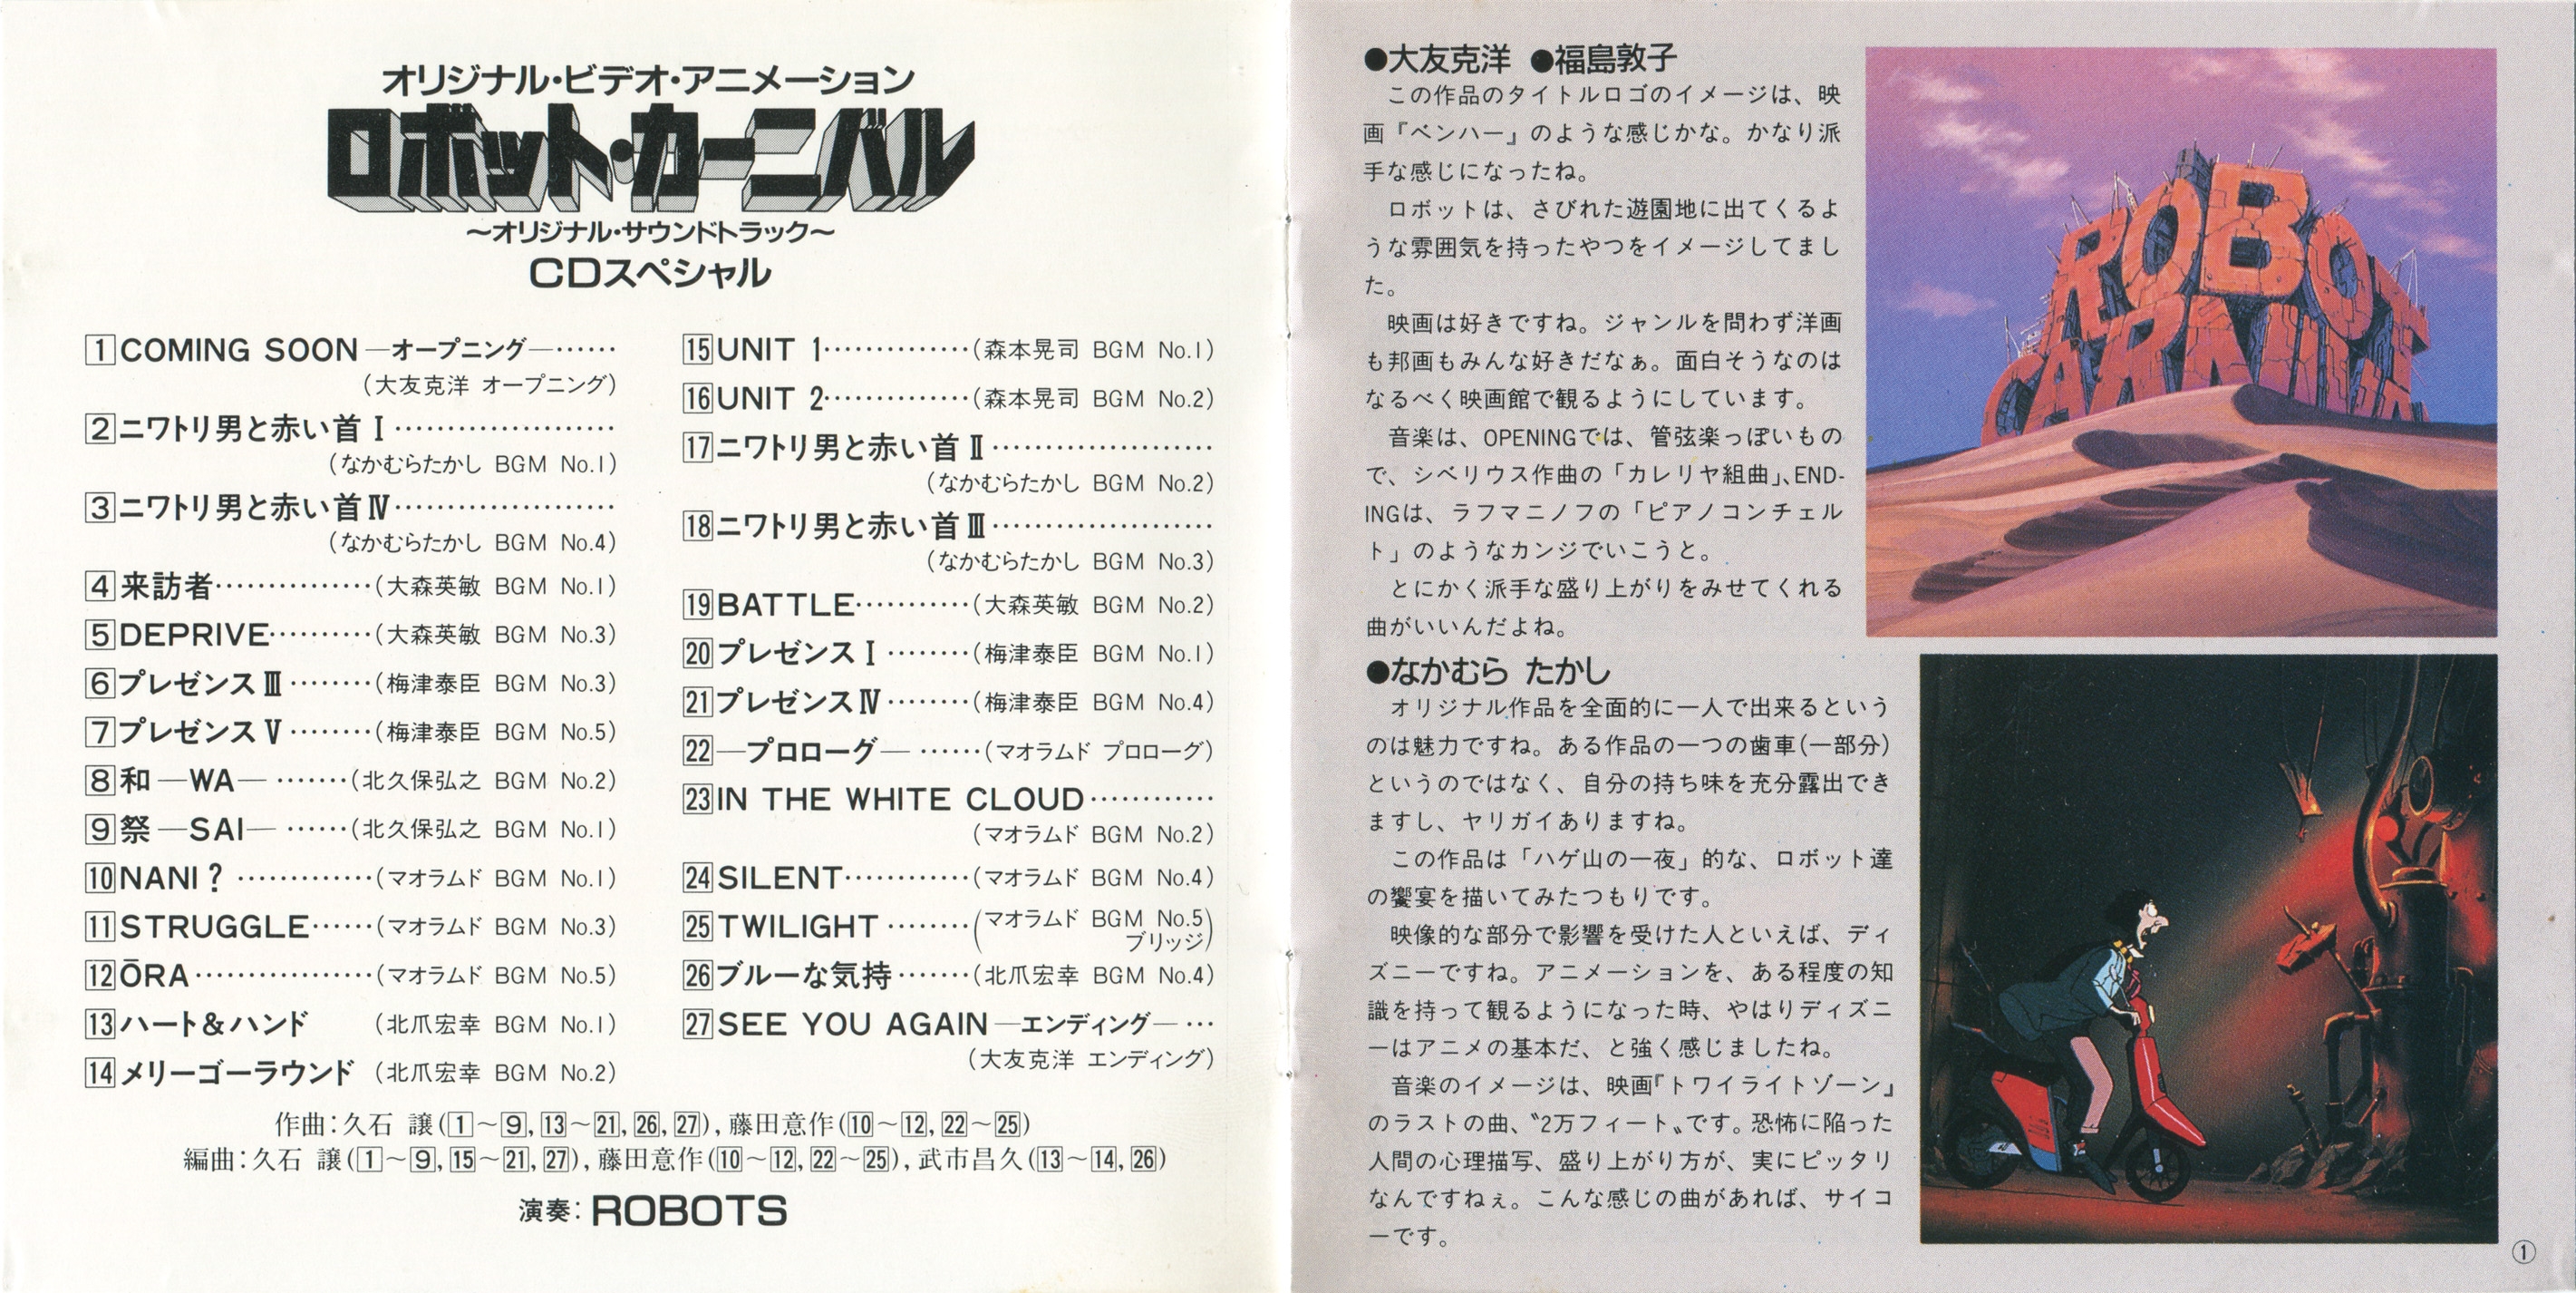 オリジナル・ビデオ・アニメーション
ロボット・カーニバル
～オリジナル・サウンドトラック～
CDスペシャル
1 COMING SOON ―オープニング―……
(大友克洋 オープニング)
2 ニワトリ男と赤い首 Ⅰ …………………
(なかむらたかし BGM No.1)
3 ニワトリ男と赤い首 Ⅳ …………………
(なかむらたかし BGM No.4)
4 来訪者……………(大森英敏 BGM No.1)
5 DEPRIVE………(大森英敏 BGM No.3)
6 プレゼンス Ⅲ ………(梅津泰臣 BGM No.3)
7 プレゼンス Ⅴ ………(梅津泰臣 BGM No.5)
8 和 ―WA― ……(北久保弘之 BGM No.2)
9 祭 ―SAI― ……(北久保弘之 BGM No.1)
10 NANI? …………(マオラムド BGM No.1)
11 STRUGGLE……(マオラムド BGM No.3)
12 ŌRA………………(マオラムド BGM No.5)
13 ハート&ハンド (北爪宏幸 BGM No.1)
14 メリーゴーラウンド (北爪宏幸 BGM No.2)
15 UNIT 1……………(森本晃司 BGM No.1)
16 UNIT 2……………(森本晃司 BGM No.2)
17 ニワトリ男と赤い首 Ⅱ …………………
(なかむらたかし BGM No.2)
18 ニワトリ男と赤い首 Ⅲ …………………
(なかむらたかし BGM No.3)
19 BATTLE…………(大森英敏 BGM No.2)
20 プレゼンス Ⅰ ………(梅津泰臣 BGM No.1)
21 プレゼンス Ⅳ ………(梅津泰臣 BGM No.4)
22 ―プロローグ― ……(マオラムド プロローグ)
23 IN THE WHITE CLOUD…………
(マオラムド BGM No.2)
24 SILENT…………(マオラムド BGM No.4)
25 TWILIGHT ………(マオラムド BGM No.5
ブリッジ)
26 ブルーな気持………(北爪宏幸 BGM No.4)
27 SEE YOU AGAIN ―エンディング― …
(大友克洋 エンディング)
作曲：久石 譲(1～9, 13～21, 26, 27), 藤田意作(10～12, 22～25)
編曲：久石 譲(1～9, 15～21, 27), 藤田意作(10～12, 22～25), 武市昌久(13～14, 26)
演奏：ROBOTS
●大友克洋 ●福島敦子
この作品のタイトルロゴのイメージは、映
画『ベンハー』のような感じかな。かなり派
手な感じになったね。
ロボットは、さびれた遊園地に出てくるよ
うな雰囲気を持ったやつをイメージしてまし
た。
映画は好きですね。ジャンルを問わず洋画
も邦画もみんな好きだなぁ。面白そうなのは
なるべく映画館で観るようにしています。
音楽は、OPENINGでは、管弦楽っぽいもの
で、シベリウス作曲の「カレリヤ組曲」、END-
INGは、ラフマニノフの「ピアノコンチェル
ト」のようなカンジでいこうと。
とにかく派手な盛り上がりをみせてくれる
曲がいいんだよね。
ROBOT
CARNIVAL
●なかむら たかし
オリジナル作品を全面的に一人で出来るという
のは魅力ですね。ある作品の一つの歯車(一部分)
というのではなく、自分の持ち味を充分露出でき
ますし、ヤリガイありますね。
この作品は「ハゲ山の一夜」的な、ロボット達
の饗宴を描いてみたつもりです。
映像的な部分で影響を受けた人といえば、ディ
ズニーですね。アニメーションを、ある程度の知
識を持って観るようになった時、やはりディズニ
ーはアニメの基本だ、と強く感じましたね。
音楽のイメージは、映画『トワイライトゾーン』
のラストの曲、〝2万フィート〟です。恐怖に陥った
人間の心理描写、盛り上がり方が、実にピッタリ
なんですねぇ。こんな感じの曲があれば、サイコ
ーです。
①